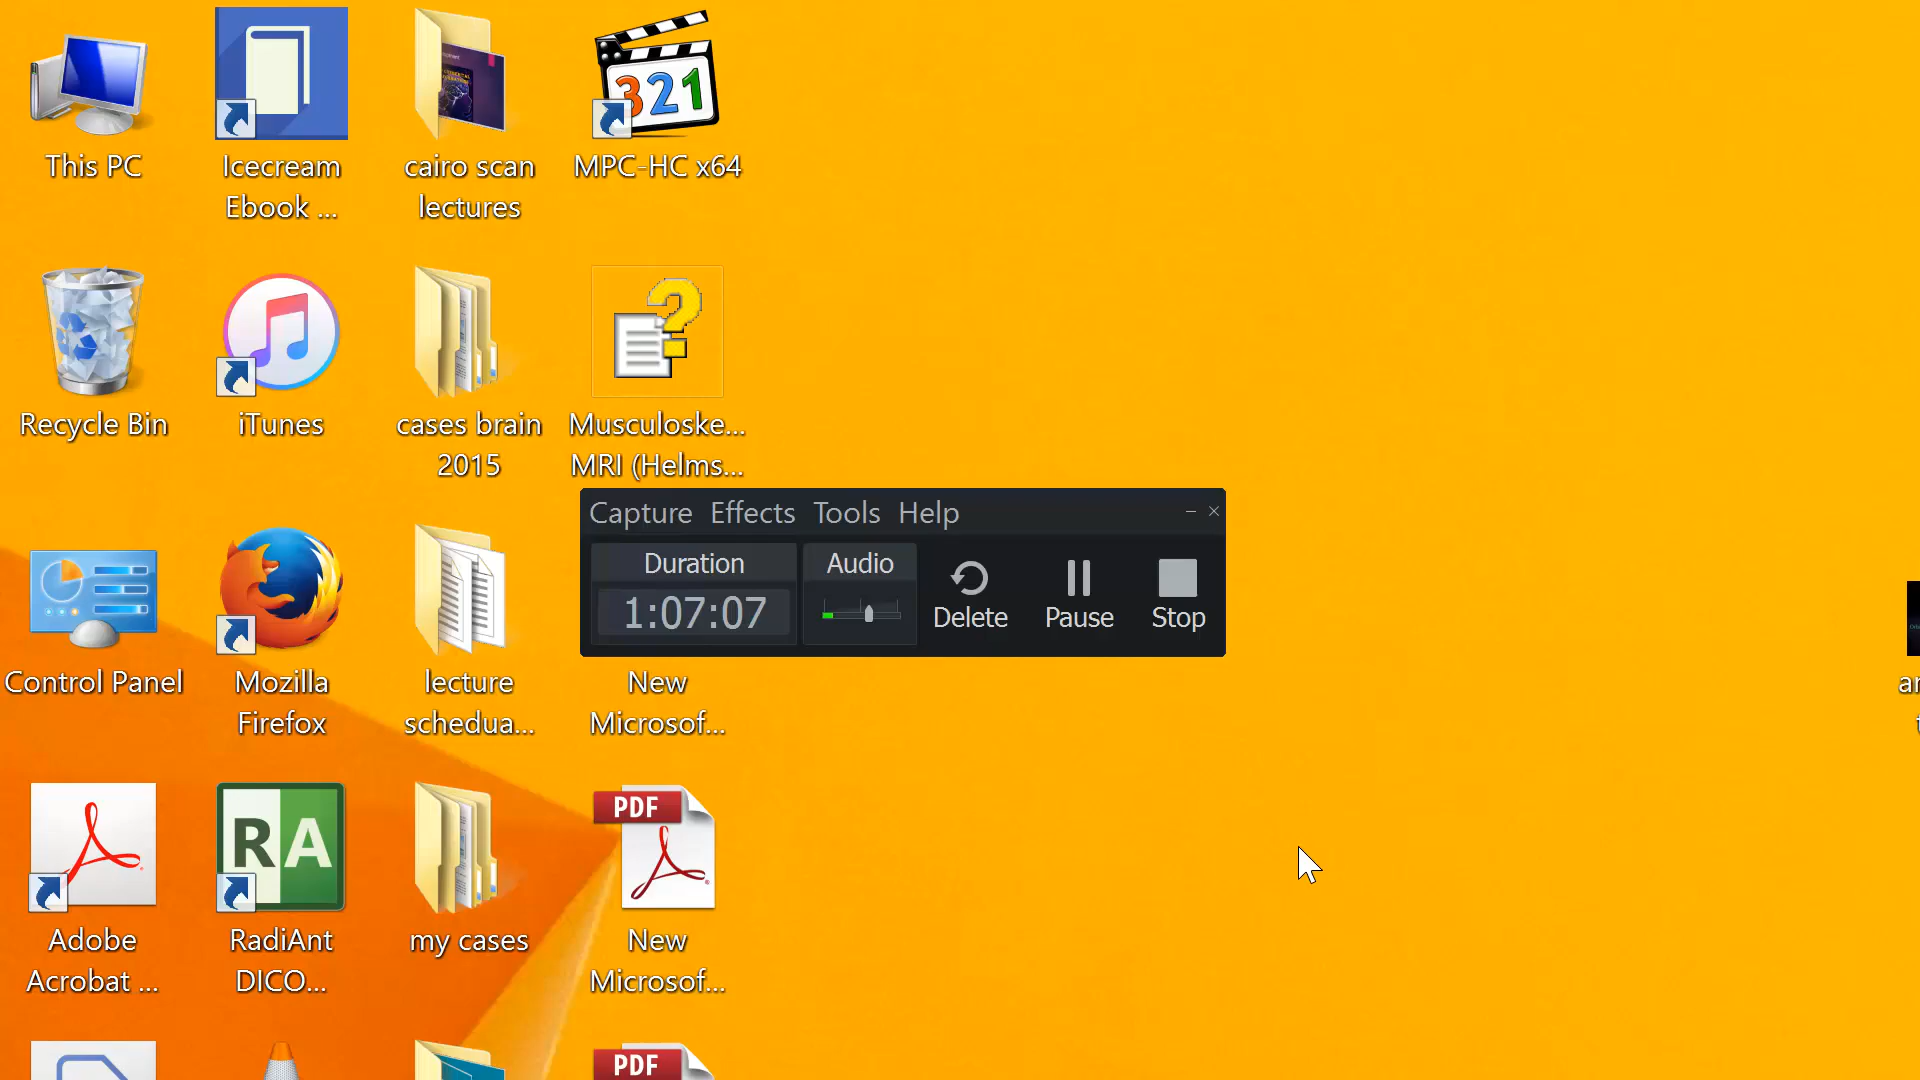 This PC
Icecream
Ebook ...
cairo scan
lectures
321
MPC-HC x64
Recycle Bin
iTunes
cases brain
2015
Musculoske...
MRI (Helms...
Capture Effects Tools Help
Duration
Audio
1:07:07
Delete
Pause
Stop
Control Panel
Mozilla
Firefox
lecture
schedua...
New
Microsof...
RA
PDF
Adobe
Acrobat ...
RadiAnt
DICO...
my cases
New
Microsof...
PDF